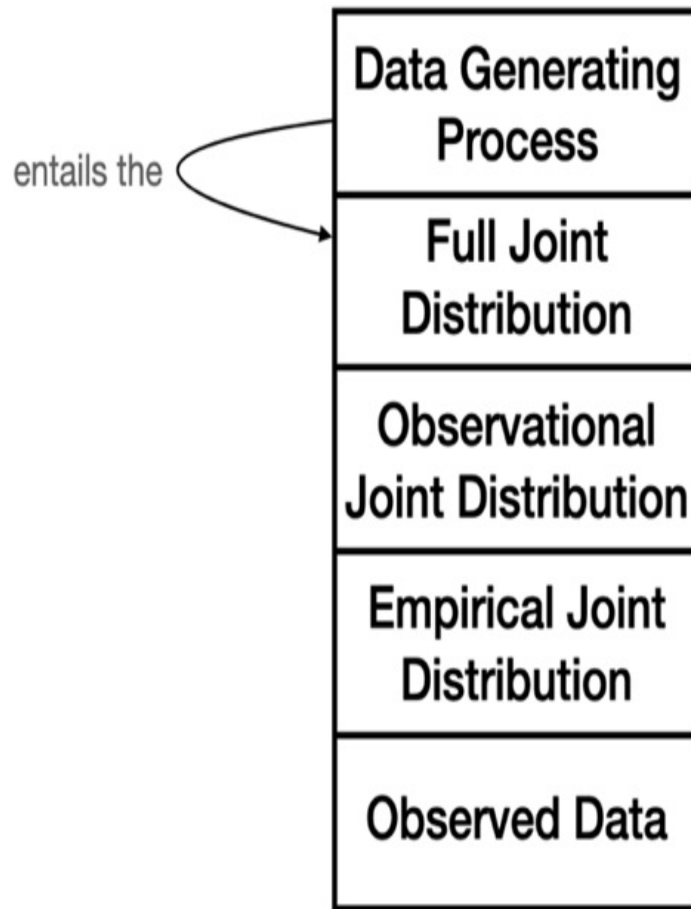 Data Generating
Process
entails the
Full Joint
Distribution
Observational
Joint Distribution
Empirical Joint
Distribution
Observed Data